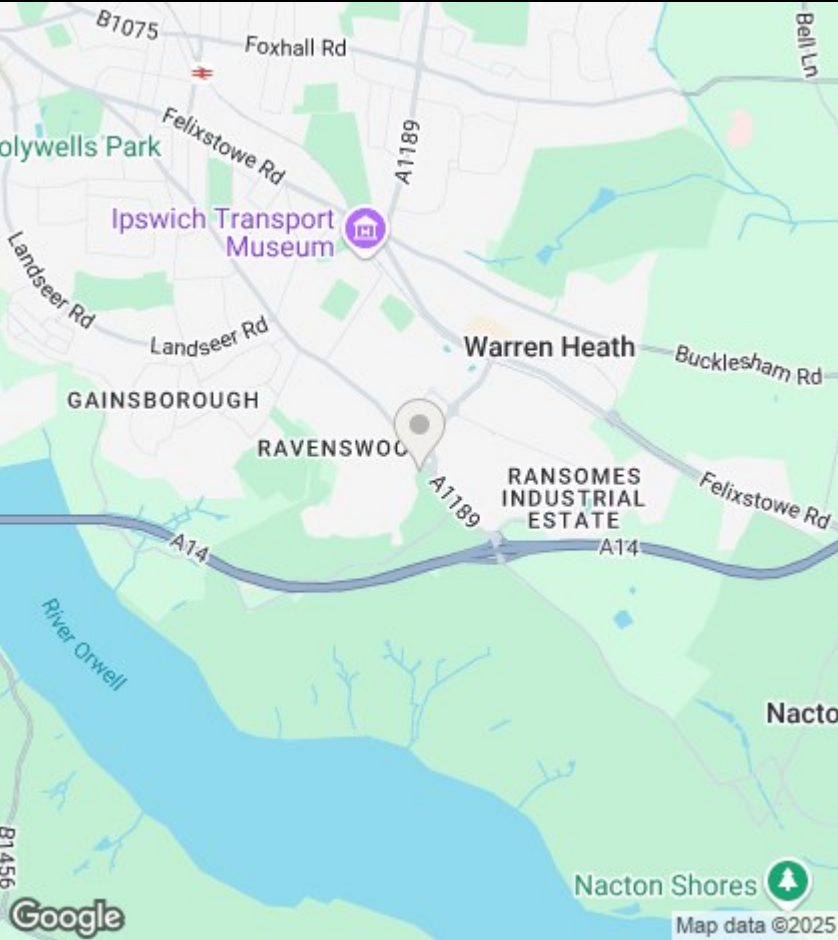 B1075
Foxhall Rd
Bell Ln
A1189
Felixstowe Rd
olywells Park
Ipswich Transport
Museum
Landseer Rd
Landseer Rd
Warren Heath
Bucklesham Rd
GAINSBOROUGH
RAVENSWOO
A1189
RANSOMES
INDUSTRIAL
ESTATE
Felixstowe Rd
A14
A14
River Orwell
Nacto
B1456
Nacton Shores
Google
Map data ©2025